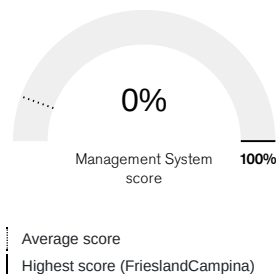 0%
Management System
score
100%
Average score
Highest score (FrieslandCampina)